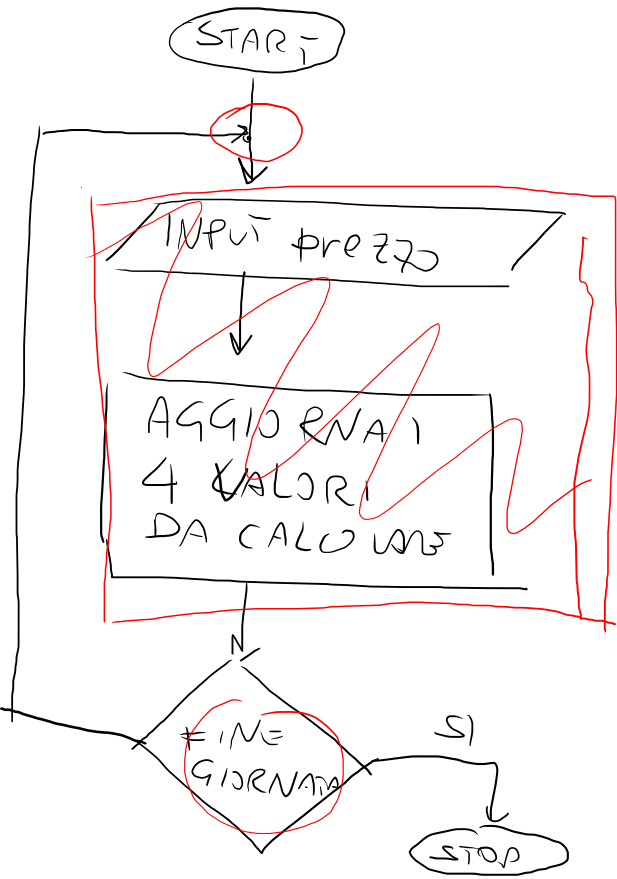 START
INPUT prezzo
AGGIORNA I
4 VALORI
DA CALCOLARE
N
FINE
GIORNATA
SI
STOP